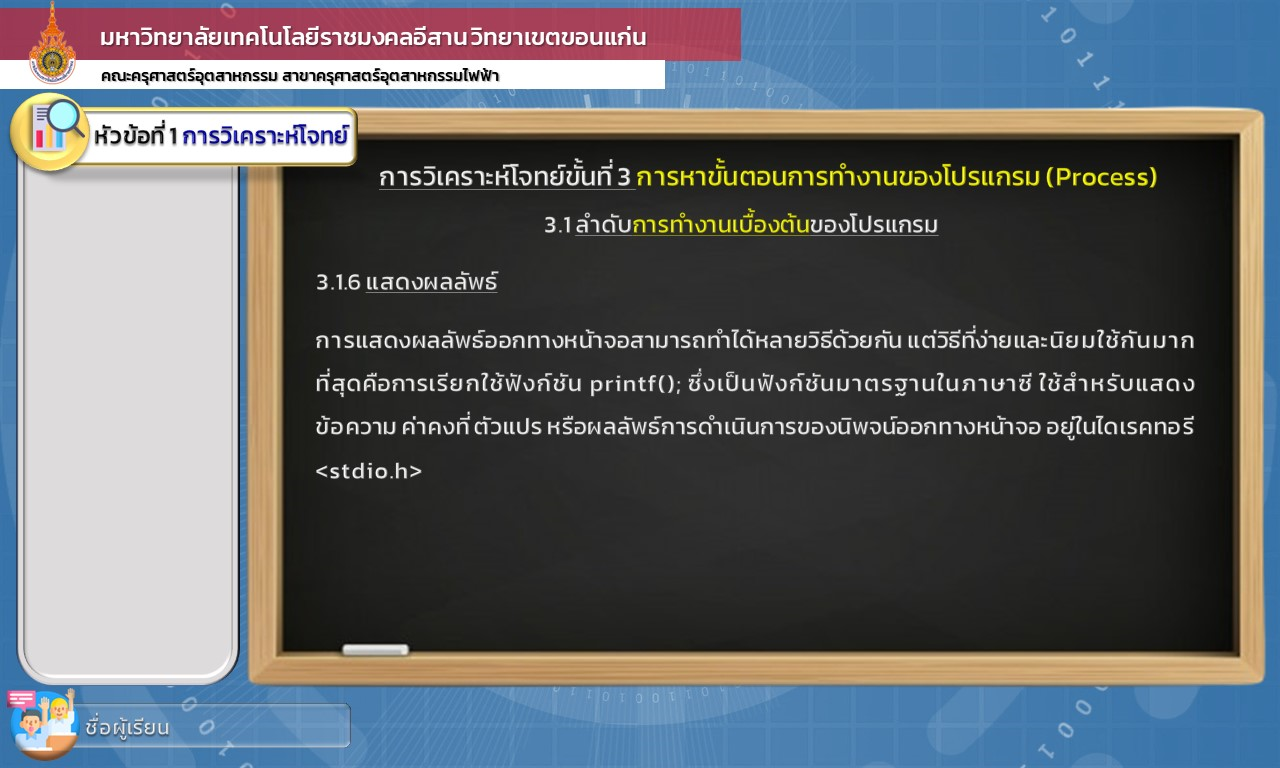 มหาวิทยาลัยเทคโนโลยีราชมงคลอีสาน วิทยาเขตขอนแก่น
คณะครุศาสตร์อุตสาหกรรม สาขาครุศาสตร์อุตสาหกรรมไฟฟ้า
หัวข้อที่ 1 การวิเคราะห์โจทย์
การวิเคราะห์โจทย์ขั้นที่ 3 การหาขั้นตอนการทำงานของโปรแกรม (Process)
3.1 ลำดับการทำงานเบื้องต้นของโปรแกรม
3.1.6 แสดงผลลัพธ์
การแสดงผลลัพธ์ออกทางหน้าจอสามารถทำได้หลายวิธีด้วยกัน แต่วิธีที่ง่ายและนิยมใช้กันมาก
ที่สุดคือการเรียกใช้ฟังก์ชัน printf(); ซึ่งเป็นฟังก์ชันมาตรฐานในภาษาซี ใช้สำหรับแสดง
ข้อความ ค่าคงที่ ตัวแปร หรือผลลัพธ์การดำเนินการของนิพจน์ออกทางหน้าจอ อยู่ในไดเรคทอรี
<stdio.h>
ชื่อผู้เรียน